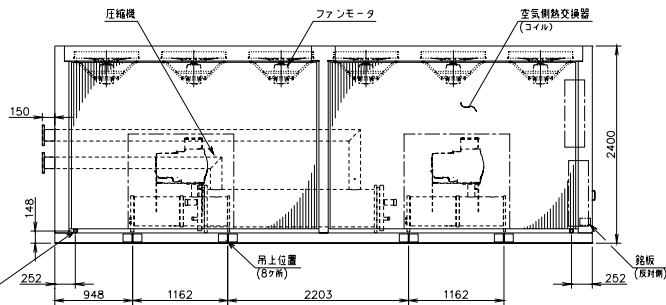 圧縮機
ファンモータ
空気側熱交換器
(コイル)
150
2400
148
252
948
1162
吊上位置
(8ヶ所)
2203
1162
252
銘板
(反対側)